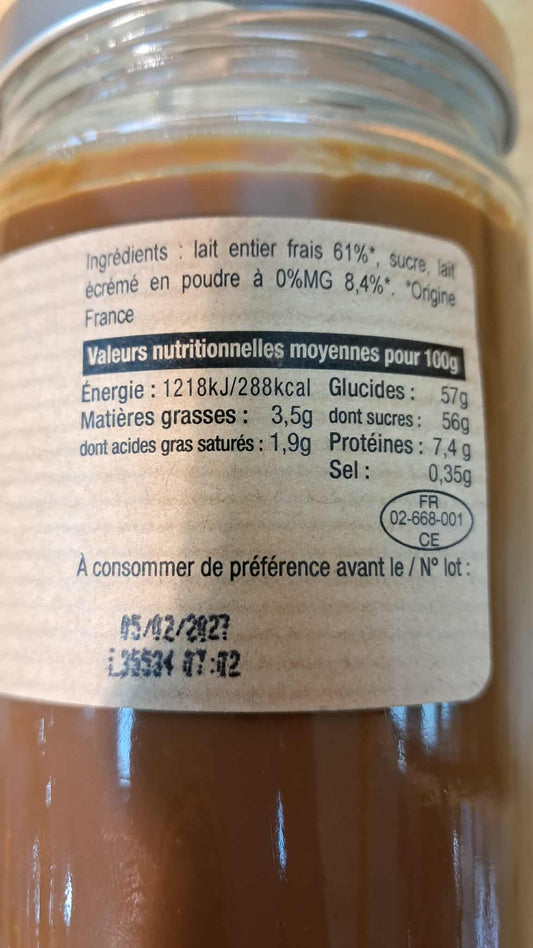 Ingrédients : lait entier frais 61%*, sucre, lait
écrémé en poudre à 0%MG 8,4%*. *Origine
France
Valeurs nutritionnelles moyennes pour 100g
Énergie : 1218kJ/288kcal Glucides : 57g
Matières grasses : 3,5g dont sucres : 56g
dont acides gras saturés : 1,9g Protéines : 7,4 g
Sel : 0,35g
FR
02-668-001
CE
À consommer de préférence avant le / N° lot :
05/02/2027
07:02